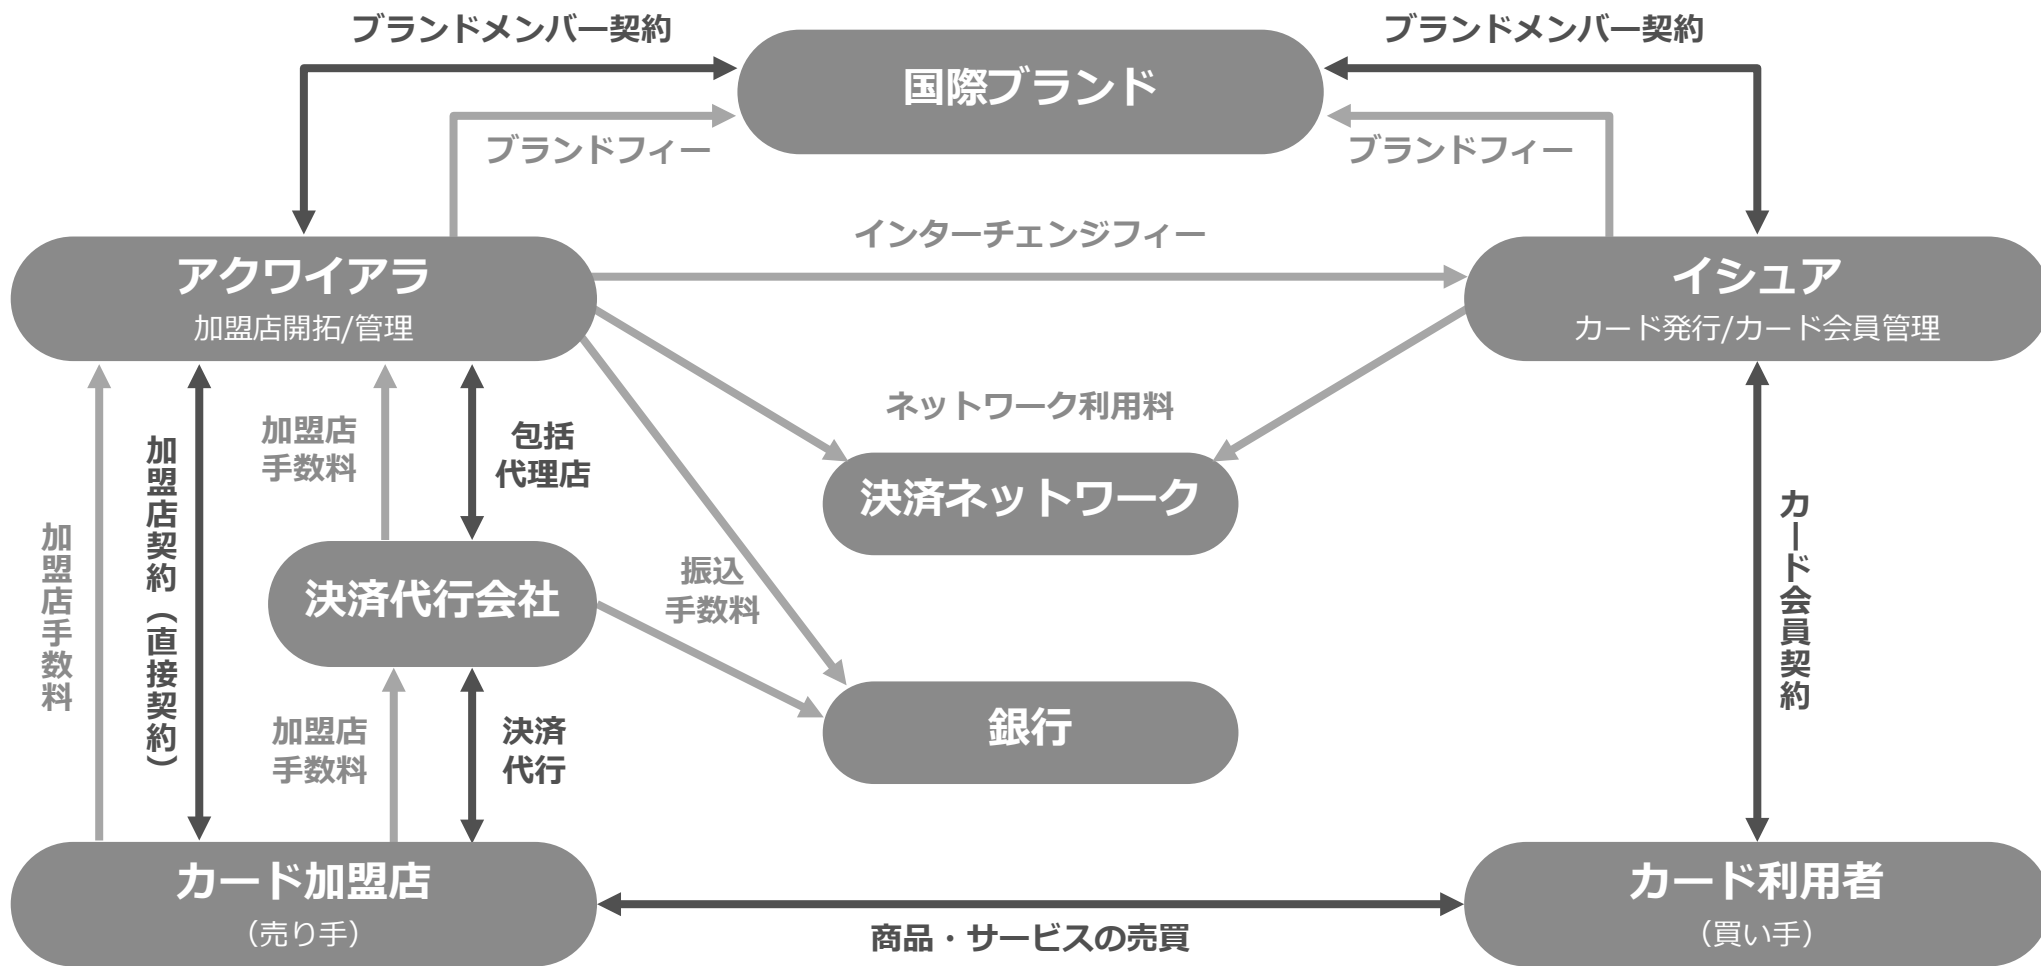 ブランドメンバー契約
ブランドメンバー契約
国際ブランド
ブランドフィー
ブランドフィー
インターチェンジフィー
アクワイアラ
加盟店開拓/管理
イシュア
カード発行/カード会員管理
ネットワーク利用料
加盟店
手数料
包括
代理店
加盟店契約（直接契約）
加盟店手数料
決済ネットワーク
カード会員契約
決済代行会社
振込
手数料
銀行
加盟店
手数料
決済
代行
カード加盟店
（売り手）
商品・サービスの売買
カード利用者
（買い手）